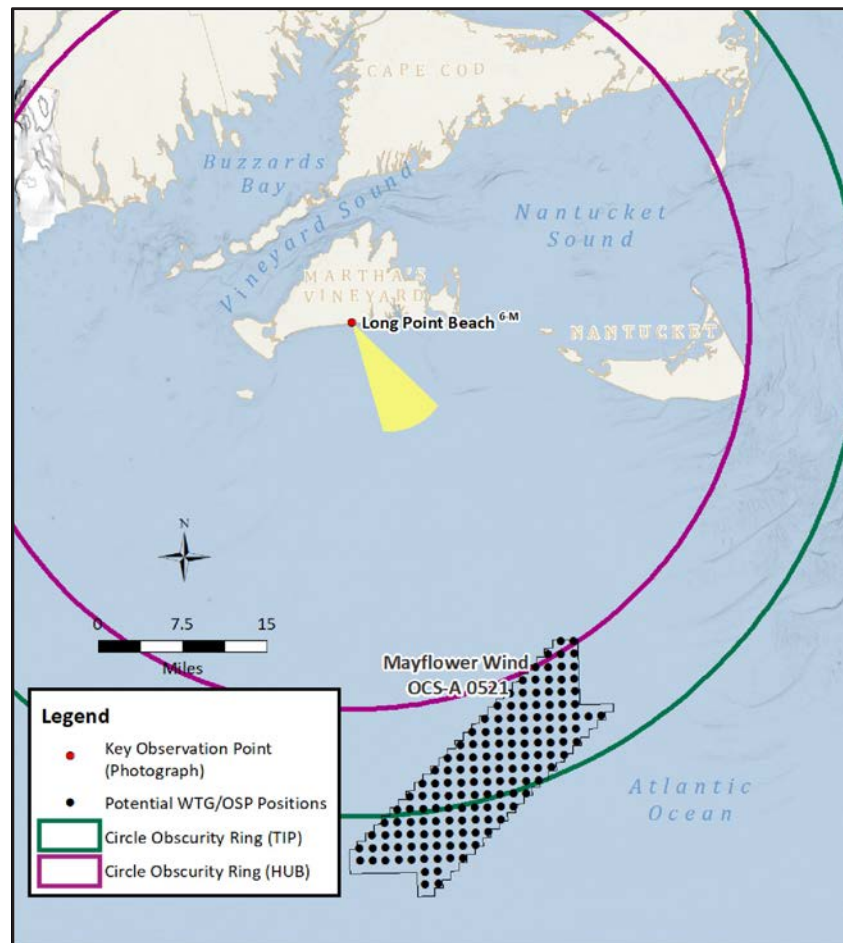 CAPE COD
Buzzards
Bay
Vineyard Sound
Nantucket
Sound
MARTHA'S
VINEYARD
Long Point Beach 6-M
NANTUCKET
N
0 7.5 15
Miles
Mayflower Wind
OCS-A 0521
Atlantic
Ocean
Legend
Key Observation Point
(Photograph)
Potential WTG/OSP Positions
Circle Obscurity Ring (TIP)
Circle Obscurity Ring (HUB)